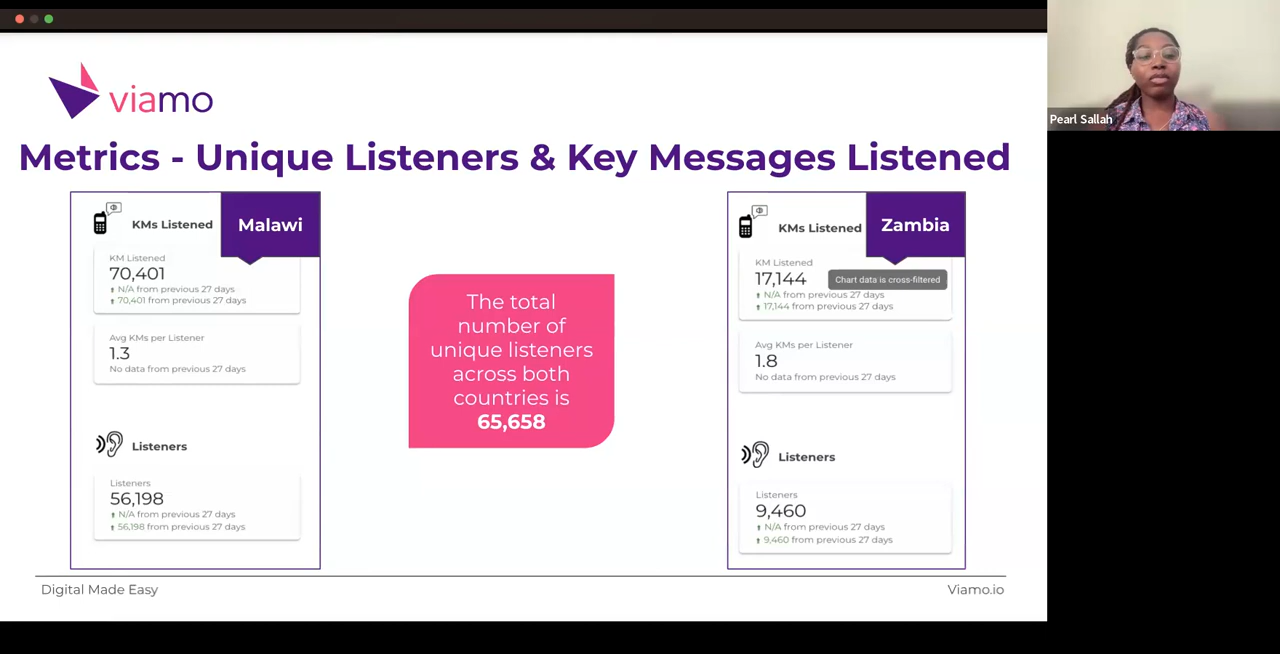 viamo
Metrics - Unique Listeners & Key Messages Listened
KMs Listened
Malawi
KM Listened
70,401
N/A from previous 27 days
70,401 from previous 27 days
Avg KMs per Listener
1.3
No data from previous 27 days
Listeners
Listeners
56,198
N/A from previous 27 days
56,198 from previous 27 days
The total
number of
unique listeners
across both
countries is
65,658
KMs Listened
Zambia
KM Listened
17,144
Chart data is cross-filtered
N/A from previous 27 days
17,144 from previous 27 days
Avg KMs per Listener
1.8
No data from previous 27 days
Listeners
Listeners
9,460
N/A from previous 27 days
9,460 from previous 27 days
Digital Made Easy
Viamo.io
Pearl Sallah